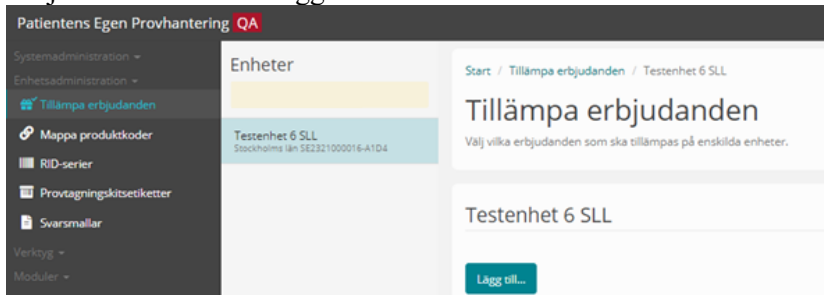 Patientens Egen Provhantering QA
Systemadministration
Enhetsadministration
Tillämpa erbjudanden
Mappa produktkoder
RID-serier
Provtagningskitsetiketter
Svarsmallar
Verktyg
Moduler
Enheter
Testenhet 6 SLL
Stockholms län SE2321000016-A1D4
Start / Tillämpa erbjudanden / Testenhet 6 SLL
Tillämpa erbjudanden
Välj vilka erbjudanden som ska tillämpas på enskilda enheter.
Testenhet 6 SLL
Lägg till...